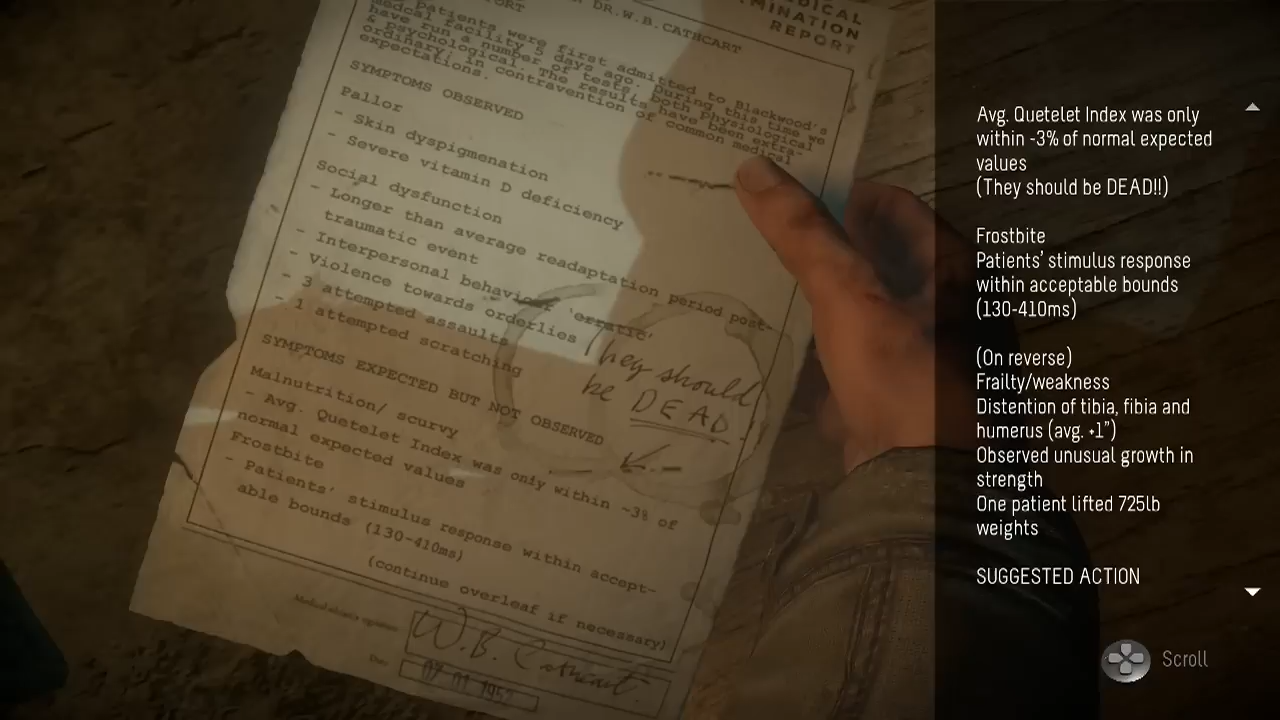 DR.W.B.CATHCART
MEDICAL
EXAMINATION
REPORT
Patients were first admitted to Blackwood's
medcal facility 5 days ago. During this time we
have run a number of tests, both physiological
& psychological. The results have been extra-
ordinary; in contravention of common medical
expectations.
SYMPTOMS OBSERVED
Pallor
- Skin dyspigmenation
- Severe vitamin D deficiency
Social dysfunction
- Longer than average readaptation period post-
traumatic event
- Interpersonal behaviour 'erratic'
- Violence towards orderlies
- 3 attempted assaults
- 1 attempted scratching
They should
be DEAD
SYMPTOMS EXPECTED BUT NOT OBSERVED
Malnutrition/ scurvy
- Avg. Quetelet Index was only within -3% of
normal expected values
Frostbite
- Patients' stimulus response within accept-
able bounds (130-410ms)
(continue overleaf if necessary)
W.B. Cathcart
Avg. Quetelet Index was only
within -3% of normal expected
values
(They should be DEAD!!)
Frostbite
Patients' stimulus response
within acceptable bounds
(130-410ms)
(On reverse)
Frailty/weakness
Distention of tibia, fibia and
humerus (avg. +1")
Observed unusual growth in
strength
One patient lifted 725lb
weights
SUGGESTED ACTION
Scroll